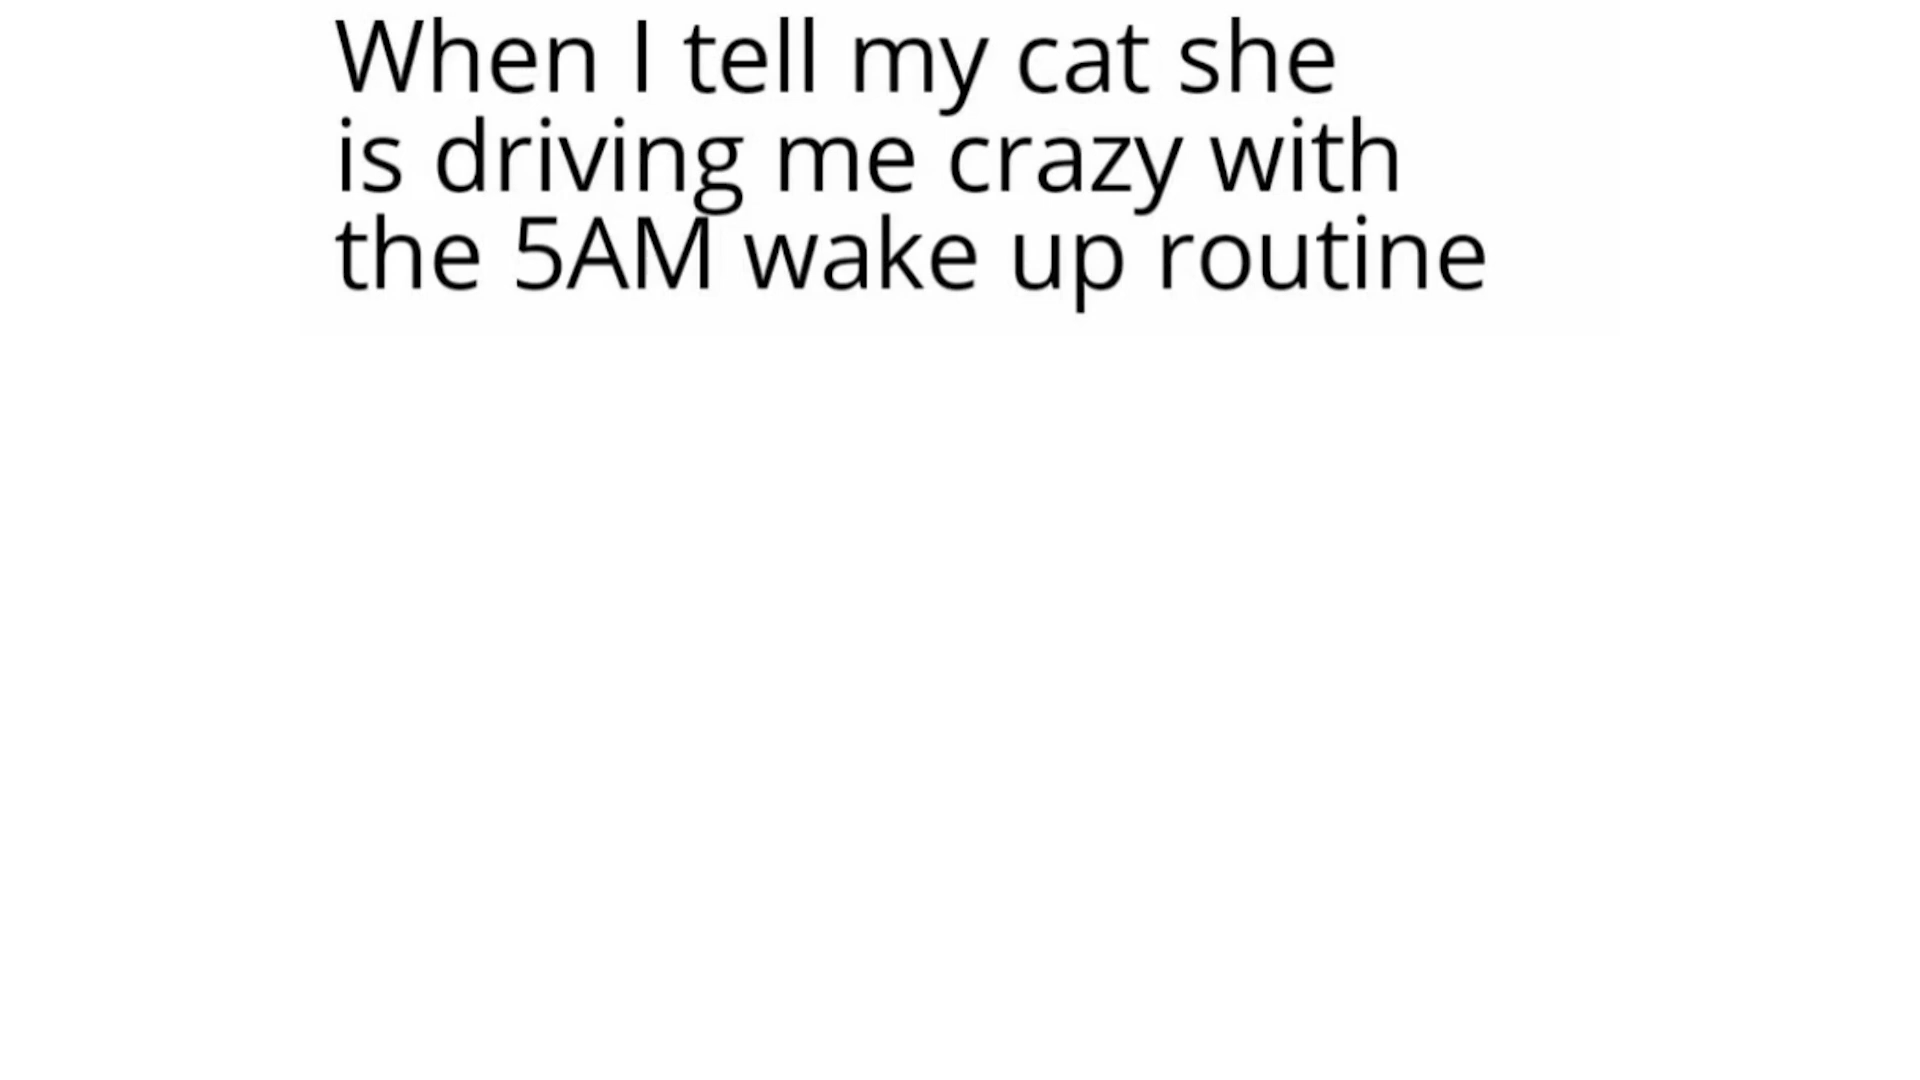 When I tell my cat she
is driving me crazy with
the 5AM wake up routine